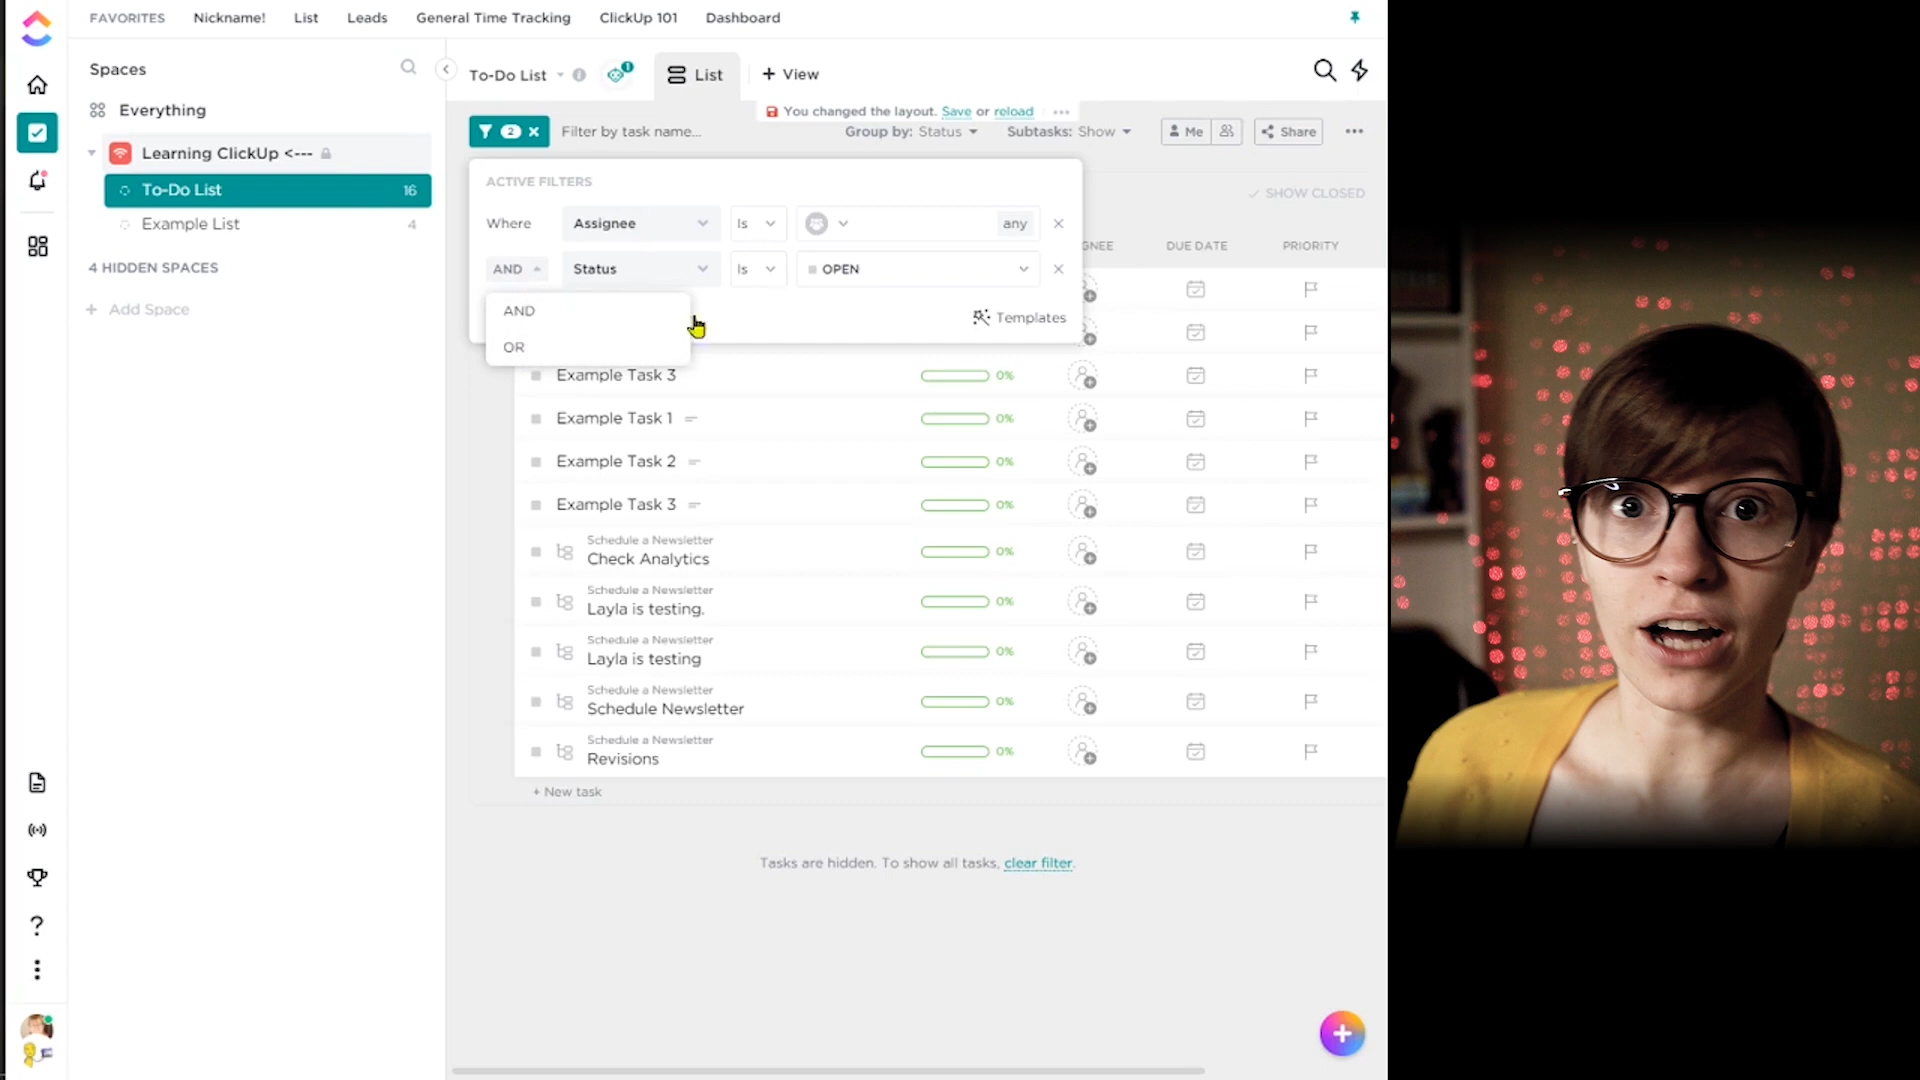 FAVORITES Nickname! List Leads General Time Tracking ClickUp 101 Dashboard
Spaces
Everything
Learning ClickUp <---
To-Do List 16
Example List 4
4 HIDDEN SPACES
+ Add Space
To-Do List 1 List + View
You changed the layout. Save or reload
2 Filter by task name... Group by: Status Subtasks: Show Me Share
ACTIVE FILTERS
SHOW CLOSED
Where Assignee Is any
GNEE DUE DATE PRIORITY
AND Status Is OPEN
AND
OR
Templates
Example Task 3 0%
Example Task 1 0%
Example Task 2 0%
Example Task 3 0%
Schedule a Newsletter
Check Analytics 0%
Schedule a Newsletter
Layla is testing. 0%
Schedule a Newsletter
Layla is testing 0%
Schedule a Newsletter
Schedule Newsletter 0%
Schedule a Newsletter
Revisions 0%
+ New task
Tasks are hidden. To show all tasks, clear filter.